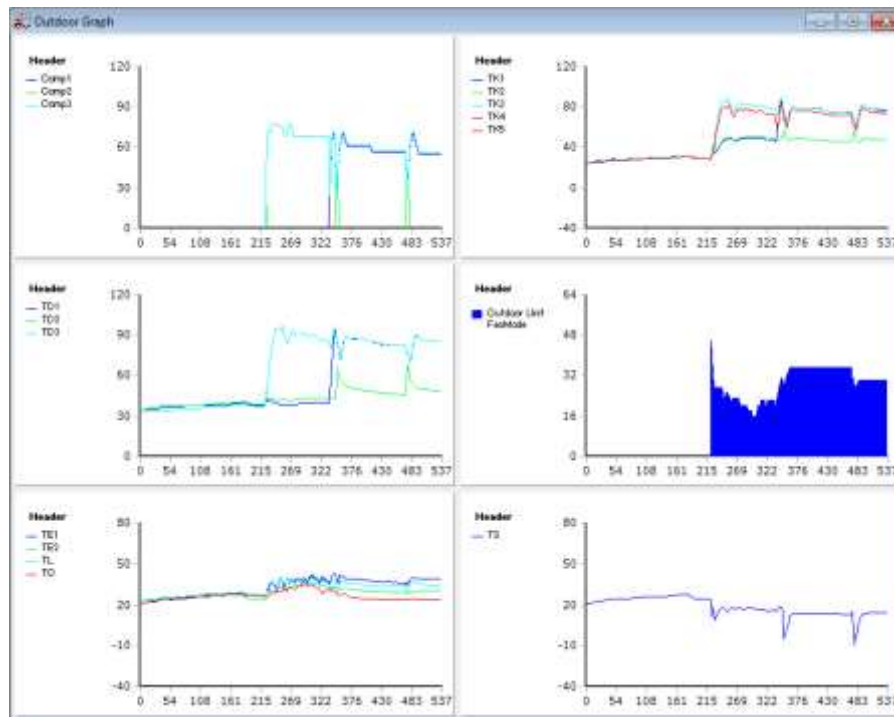 Outdoor Graph
Header
Comp1
Comp2
Comp3
120
90
60
30
0
0 54 108 161 215 269 322 376 430 483 537
Header
TK1
TK2
TK3
TK4
TK5
120
80
40
0
-40
0 54 108 161 215 269 322 376 430 483 537
Header
TD1
TD2
TD3
120
90
60
30
0
0 54 108 161 215 269 322 376 430 483 537
Header
Outdoor Unit
FanMode
64
48
32
16
0
0 54 108 161 215 269 322 376 430 483 537
Header
TE1
TE2
TL
TO
80
50
20
-10
-40
0 54 108 161 215 269 322 376 430 483 537
Header
TS
80
50
20
-10
-40
0 54 108 161 215 269 322 376 430 483 537